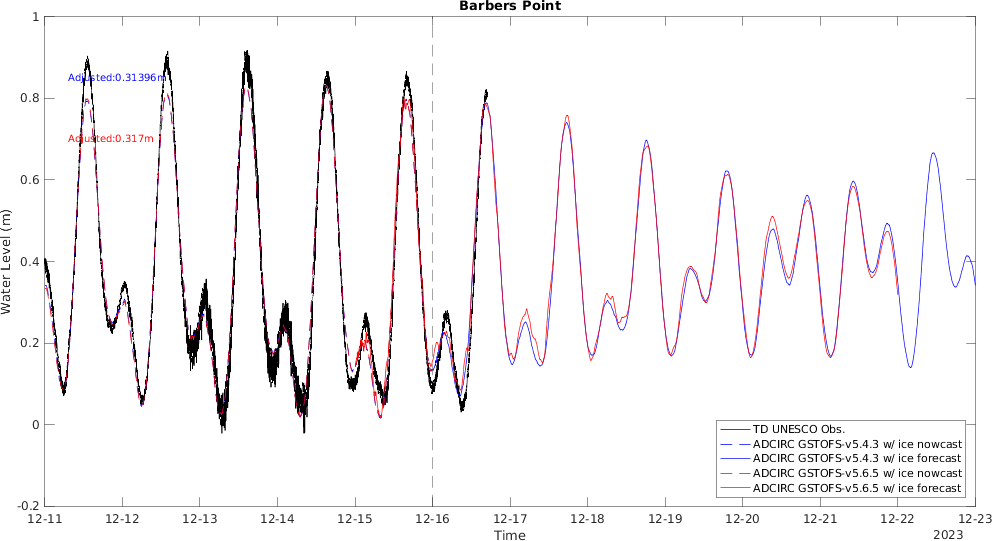 Barbers Point
1
0.8
0.6
0.4
0.2
0
-0.2
Water Level (m)
Adjusted:0.31396m
Adjusted:0.317m
TD UNESCO Obs.
ADCIRC GSTOFS-v5.4.3 w/ ice nowcast
ADCIRC GSTOFS-v5.4.3 w/ ice forecast
ADCIRC GSTOFS-v5.6.5 w/ ice nowcast
ADCIRC GSTOFS-v5.6.5 w/ ice forecast
12-11 12-12 12-13 12-14 12-15 12-16 12-17 12-18 12-19 12-20 12-21 12-22 12-23
Time
2023